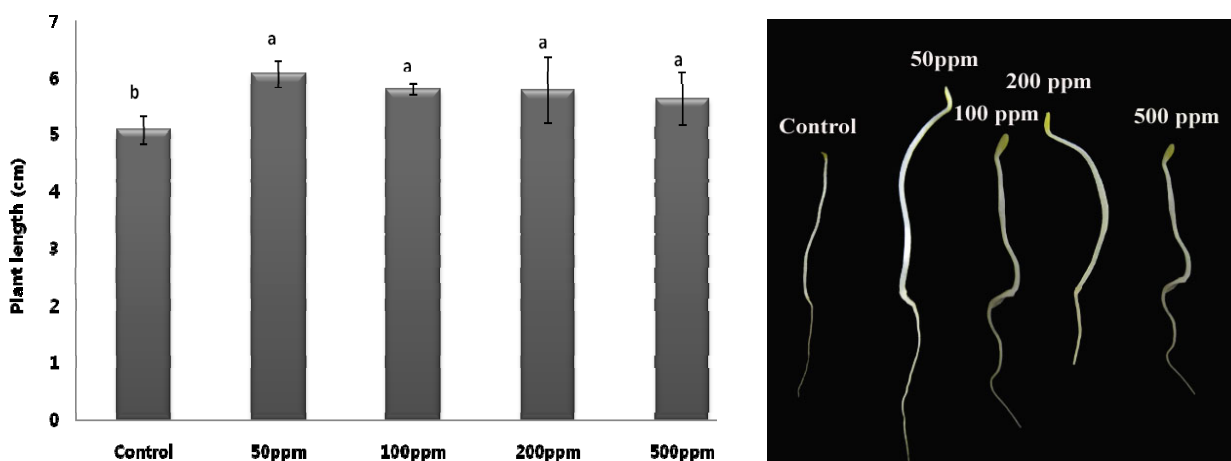 Plant length (cm)
7
6
5
4
3
2
1
0
b
a
a
a
a
Control
50ppm
100ppm
200ppm
500ppm
Control
50ppm
100 ppm
200 ppm
500 ppm